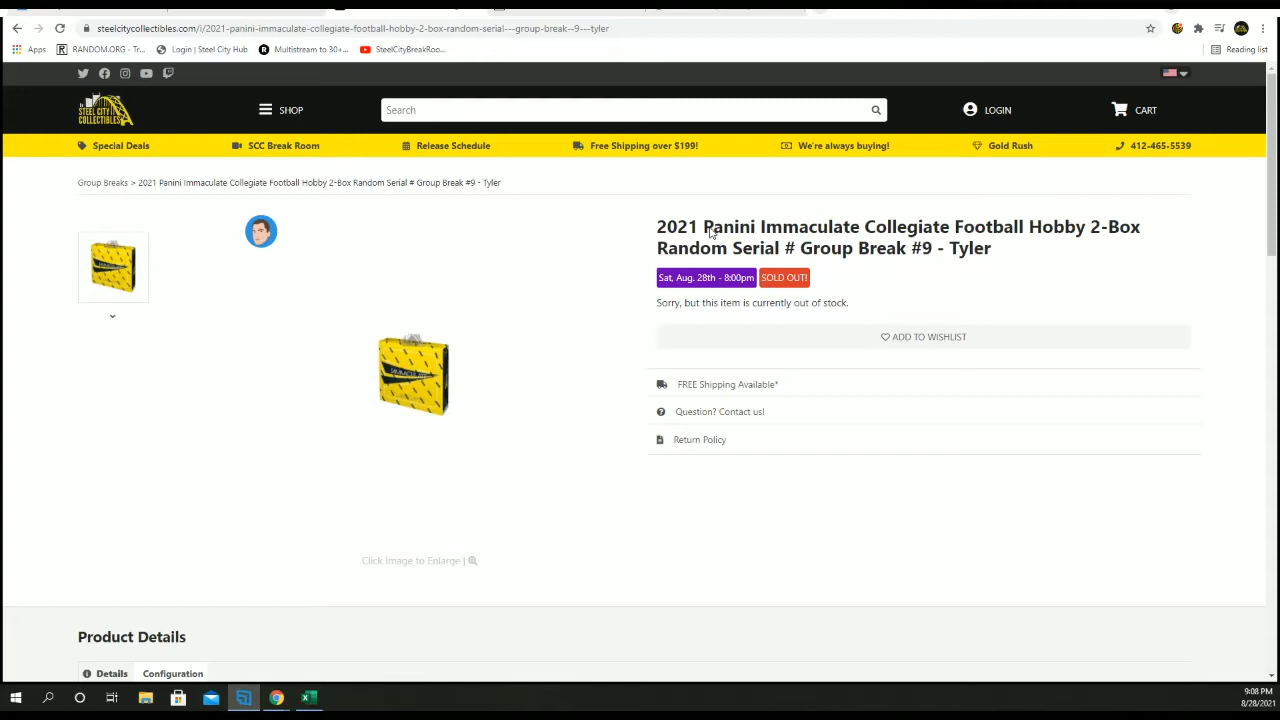 steelcitycollectibles.com/i/2021-panini-immaculate-collegiate-football-hobby-2-box-random-serial---group-break--9---tyler
Apps RANDOM.ORG - Tr... Login | Steel City Hub Multistream to 30+... SteelCityBreakRoo... Reading list
STEEL CITY COLLECTIBLES
SHOP
Search
LOGIN
CART
Special Deals SCC Break Room Release Schedule Free Shipping over $199! We're always buying! Gold Rush 412-465-5539
Group Breaks > 2021 Panini Immaculate Collegiate Football Hobby 2-Box Random Serial # Group Break #9 - Tyler
2021 Panini Immaculate Collegiate Football Hobby 2-Box
Random Serial # Group Break #9 - Tyler
Sat, Aug. 28th - 8:00pm SOLD OUT!
Sorry, but this item is currently out of stock.
ADD TO WISHLIST
FREE Shipping Available*
Question? Contact us!
Return Policy
Click Image to Enlarge |
Product Details
Details Configuration
9:08 PM
8/28/2021